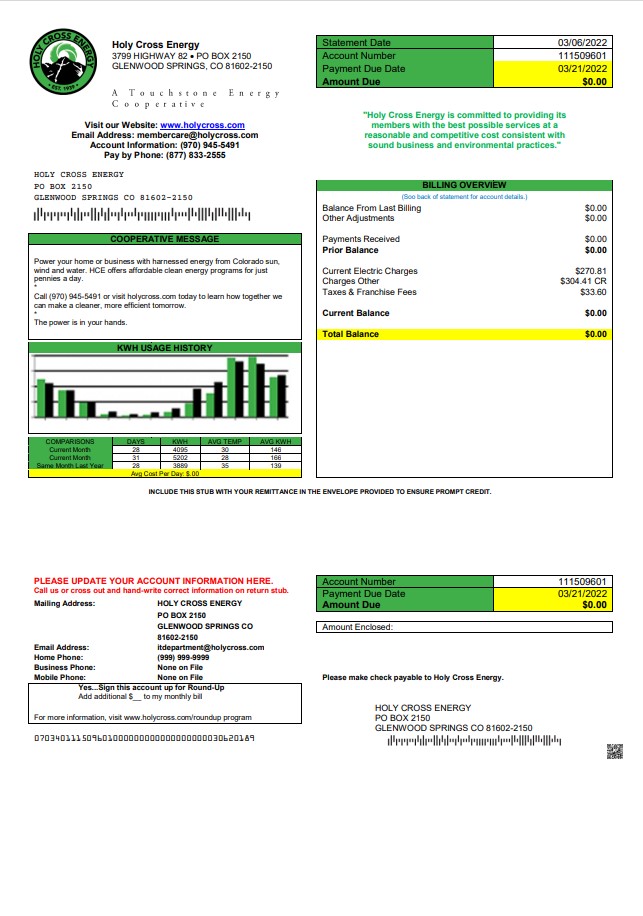 HOLY CROSS ENERGY
EST. 1939
Holy Cross Energy
3799 HIGHWAY 82 • PO BOX 2150
GLENWOOD SPRINGS, CO 81602-2150
A Touchstone Energy
Cooperative
Visit our Website: www.holycross.com
Email Address: membercare@holycross.com
Account Information: (970) 945-5491
Pay by Phone: (877) 833-2555
Statement Date 03/06/2022
Account Number 111509601
Payment Due Date 03/21/2022
Amount Due $0.00
"Holy Cross Energy is committed to providing its
members with the best possible services at a
reasonable and competitive cost consistent with
sound business and environmental practices."
HOLY CROSS ENERGY
PO BOX 2150
GLENWOOD SPRINGS CO 81602-2150
COOPERATIVE MESSAGE
Power your home or business with harnessed energy from Colorado sun,
wind and water. HCE offers affordable clean energy programs for just
pennies a day.
*
Call (970) 945-5491 or visit holycross.com today to learn how together we
can make a cleaner, more efficient tomorrow.
*
The power is in your hands.
KWH USAGE HISTORY
COMPARISONS DAYS KWH AVG TEMP AVG KWH
Current Month 28 4095 30 146
Current Month 31 5202 28 166
Same Month Last Year 28 3889 35 139
Avg Cost Per Day: $.00
BILLING OVERVIEW
(Soo back of statement for account details.)
Balance From Last Billing $0.00
Other Adjustments $0.00
Payments Received $0.00
Prior Balance $0.00
Current Electric Charges $270.81
Charges Other $304.41 CR
Taxes & Franchise Fees $33.60
Current Balance $0.00
Total Balance $0.00
INCLUDE THIS STUB WITH YOUR REMITTANCE IN THE ENVELOPE PROVIDED TO ENSURE PROMPT CREDIT.
PLEASE UPDATE YOUR ACCOUNT INFORMATION HERE.
Call us or cross out and hand-write correct information on return stub.
Mailing Address: HOLY CROSS ENERGY
PO BOX 2150
GLENWOOD SPRINGS CO
81602-2150
Email Address: itdepartment@holycross.com
Home Phone: (999) 999-9999
Business Phone: None on File
Mobile Phone: None on File
Yes...Sign this account up for Round-Up
Add additional $__ to my monthly bill
For more information, visit www.holycross.com/roundup program
Account Number 111509601
Payment Due Date 03/21/2022
Amount Due $0.00
Amount Enclosed:
Please make check payable to Holy Cross Energy.
HOLY CROSS ENERGY
PO BOX 2150
GLENWOOD SPRINGS CO 81602-2150